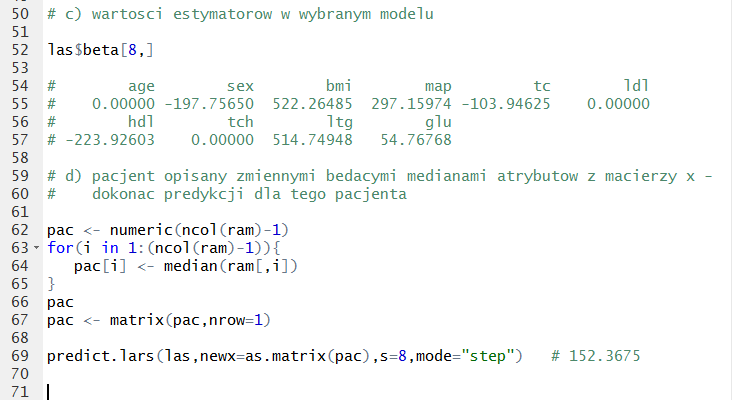 50 # c) wartosci estymatorow w wybranym modelu
51
52 las$beta[8,]
53
54 #        age        sex        bmi        map         tc        ldl
55 #    0.00000 -197.75650  522.26485  297.15974 -103.94625    0.00000
56 #        hdl        tch        ltg        glu
57 # -223.92603    0.00000  514.74948   54.76768
58
59 # d) pacjent opisany zmiennymi bedacymi medianami atrybutow z macierzy x -
60 #    dokonac predykcji dla tego pacjenta
61
62 pac <- numeric(ncol(ram)-1)
63 for(i in 1:(ncol(ram)-1)){
64    pac[i] <- median(ram[,i])
65 }
66 pac
67 pac <- matrix(pac,nrow=1)
68
69 predict.lars(las,newx=as.matrix(pac),s=8,mode="step")   # 152.3675
70
71